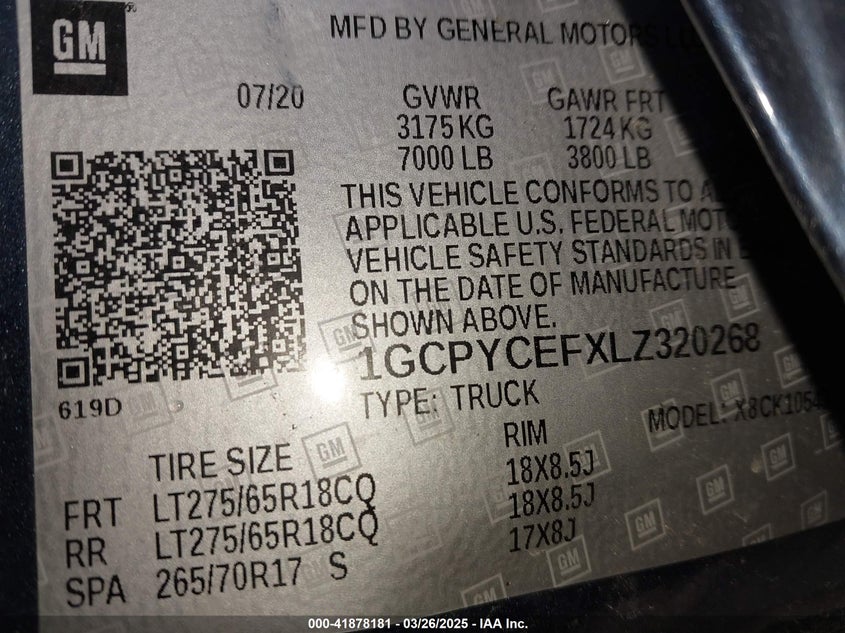 GM
MFD BY GENERAL MOTORS
07/20
GVWR
GAWR FRT
3175 KG
1724 KG
7000 LB
3800 LB
THIS VEHICLE CONFORMS TO
APPLICABLE U.S. FEDERAL
VEHICLE SAFETY STANDARDS IN
ON THE DATE OF MANUFACTURE
SHOWN ABOVE.
1GCPYCEFXLZ320268
619D
TYPE: TRUCK
MODEL:
TIRE SIZE
RIM
FRT LT275/65R18CQ 18X8.5J
RR LT275/65R18CQ 18X8.5J
SPA 265/70R17 S 17X8J
000-41878181 - 03/26/2025 - IAA Inc.